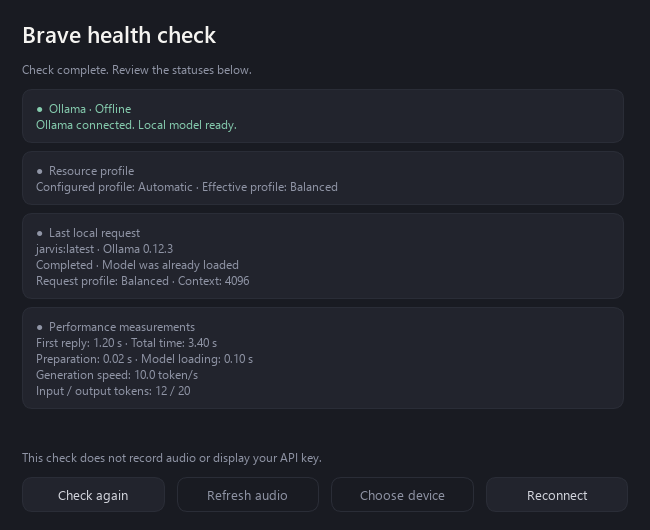 Brave health check
Check complete. Review the statuses below.
● Ollama · Offline
Ollama connected. Local model ready.
● Resource profile
Configured profile: Automatic · Effective profile: Balanced
● Last local request
jarvis:latest · Ollama 0.12.3
Completed · Model was already loaded
Request profile: Balanced · Context: 4096
● Performance measurements
First reply: 1.20 s · Total time: 3.40 s
Preparation: 0.02 s · Model loading: 0.10 s
Generation speed: 10.0 token/s
Input / output tokens: 12 / 20
This check does not record audio or display your API key.
Check again
Refresh audio
Choose device
Reconnect